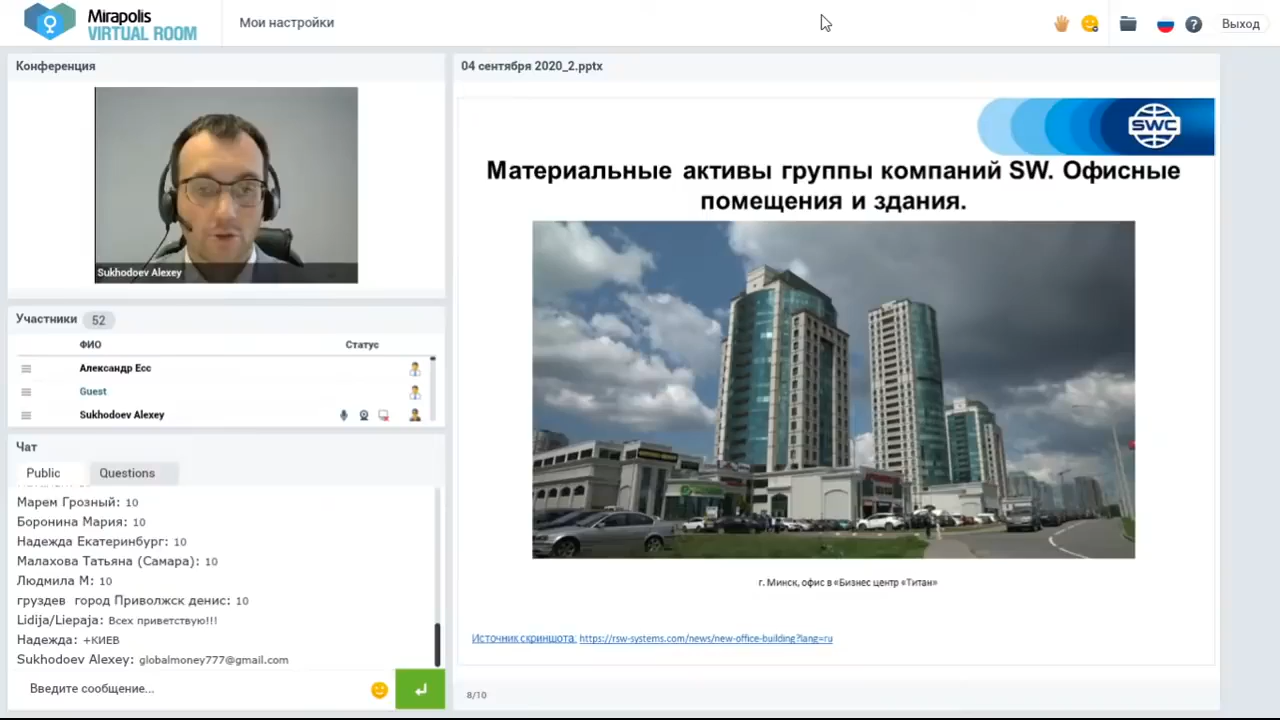 Mirapolis
VIRTUAL ROOM
Мои настройки
Выход
Конференция
Sukhodoev Alexey
Участники 52
ФИО Статус
Александр Есс
Guest
Sukhodoev Alexey
Чат
Public Questions
Марем Грозный: 10
Боронина Мария: 10
Надежда Екатеринбург: 10
Малахова Татьяна (Самара): 10
Людмила М: 10
груздев город Приволжск денис: 10
Lidija/Liepaja: Всех приветствую!!!
Надежда: +КИЕВ
Sukhodoev Alexey: globalmoney777@gmail.com
Введите сообщение...
04 сентября 2020_2.pptx
SWC
Материальные активы группы компаний SW. Офисные
помещения и здания.
г. Минск, офис в «Бизнес центр «Титан»
Источник скриншота: https://rsw-systems.com/news/new-office-building?lang=ru
8/10